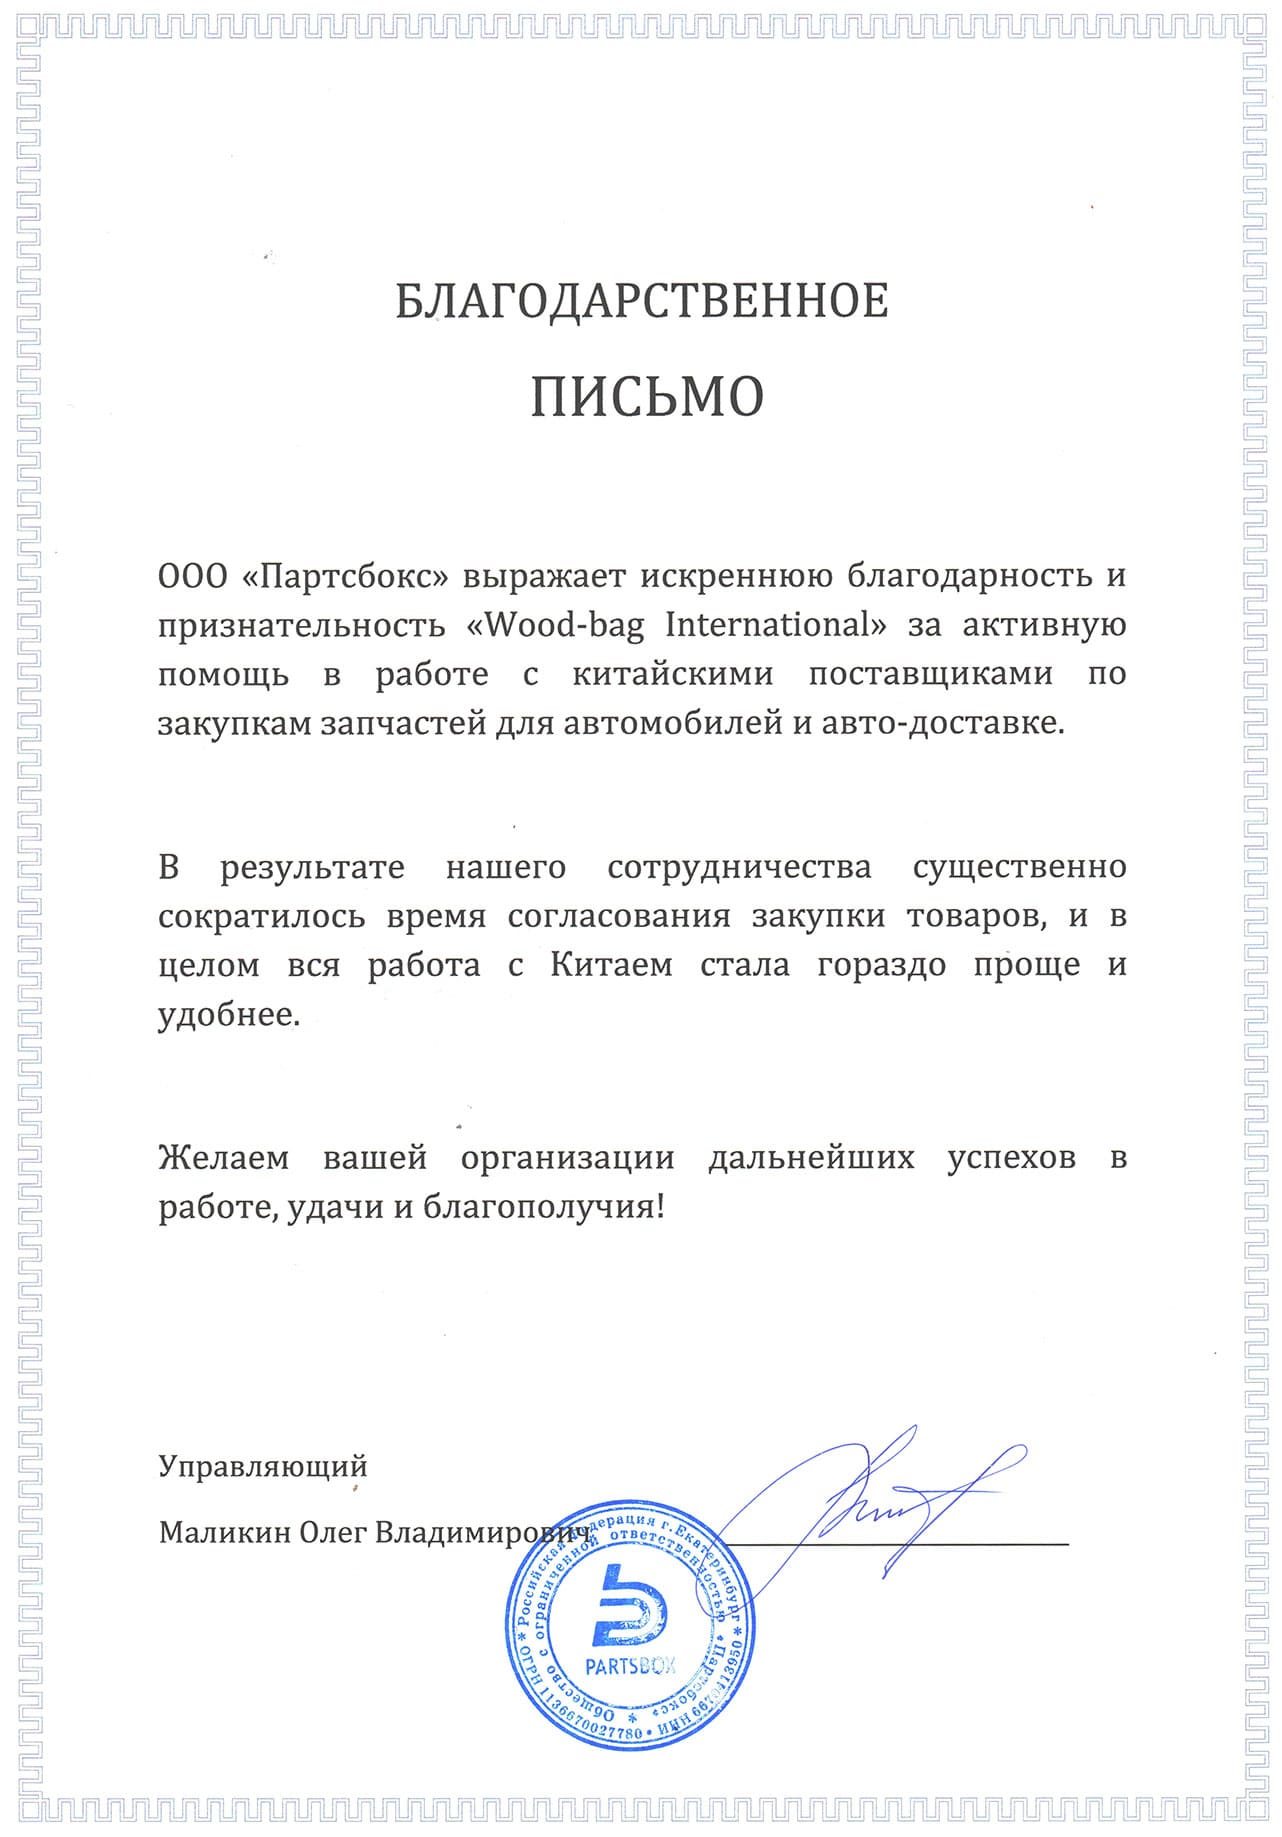 БЛАГОДАРСТВЕННОЕ
ПИСЬМО
ООО «Партсбокс» выражает искреннюю благодарность и
признательность «Wood-bag International» за активную
помощь в работе с китайскими поставщиками по
закупкам запчастей для автомобилей и авто-доставке.
В результате нашего сотрудничества существенно
сократилось время согласования закупки товаров, и в
целом вся работа с Китаем стала гораздо проще и
удобнее.
Желаем вашей организации дальнейших успехов в
работе, удачи и благополучия!
Управляющий
Маликин Олег Владимирович
* Российская Федерация г.Екатеринбург *
ОГРН 1136670027780 • ИНН 6670413950
* Общество с ограниченной ответственностью «Партсбокс»
PARTSBOX